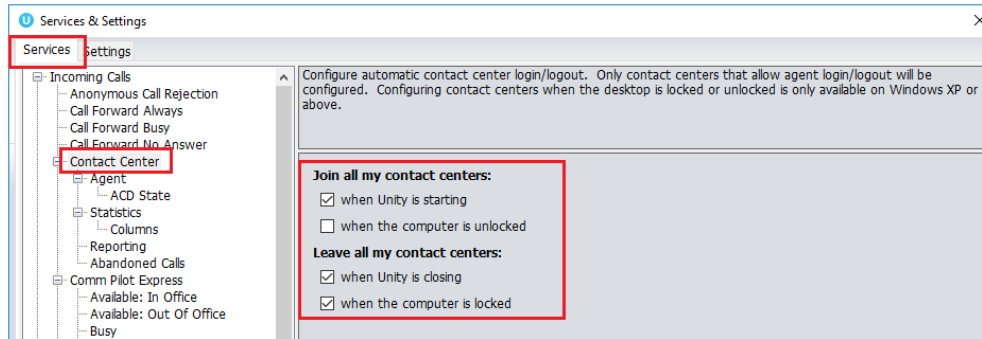 Services & Settings
Services Settings
Incoming Calls
Anonymous Call Rejection
Call Forward Always
Call Forward Busy
Call Forward No Answer
Contact Center
Agent
ACD State
Statistics
Columns
Reporting
Abandoned Calls
Comm Pilot Express
Available: In Office
Available: Out Of Office
Busy
Configure automatic contact center login/logout. Only contact centers that allow agent login/logout will be
configured. Configuring contact centers when the desktop is locked or unlocked is only available on Windows XP or
above.
Join all my contact centers:
when Unity is starting
when the computer is unlocked
Leave all my contact centers:
when Unity is closing
when the computer is locked